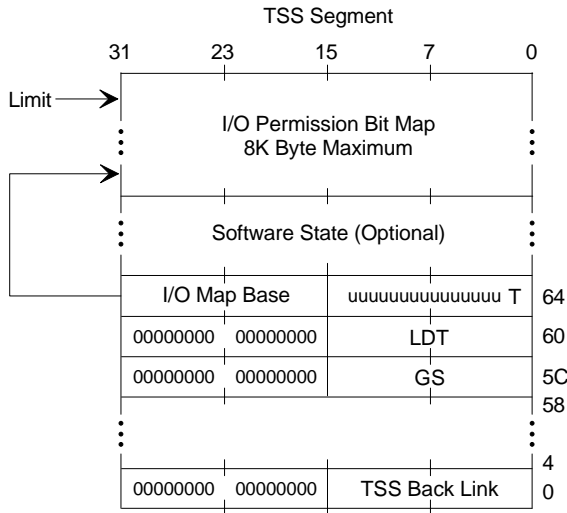 TSS Segment
31 23 15 7 0
Limit
I/O Permission Bit Map
8K Byte Maximum
Software State (Optional)
I/O Map Base uuuuuuuuuuuuuuu T 64
00000000 00000000 LDT 60
00000000 00000000 GS 5C
58
4
00000000 00000000 TSS Back Link 0